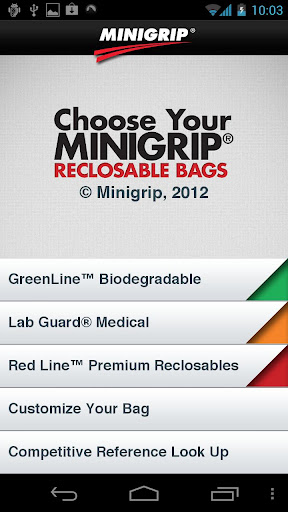 10:03
MINIGRIP®
Choose Your
MINIGRIP®
RECLOSABLE BAGS
© Minigrip, 2012
GreenLine™ Biodegradable
Lab Guard® Medical
Red Line™ Premium Reclosables
Customize Your Bag
Competitive Reference Look Up